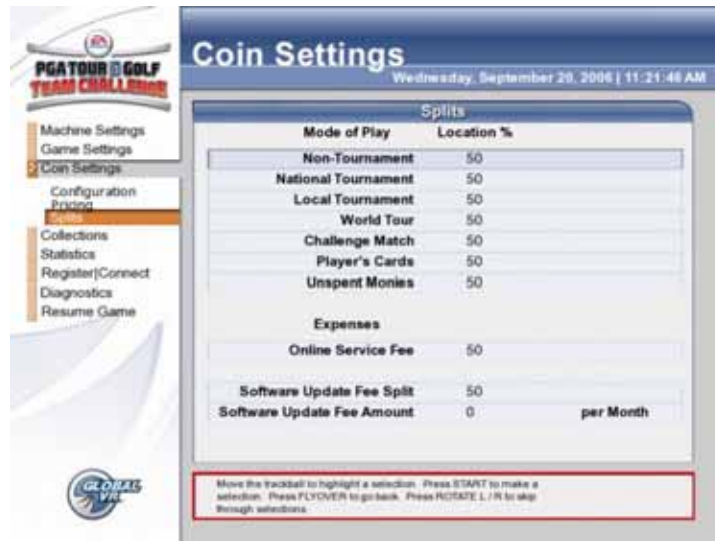 EA
PGA TOUR GOLF
TEAM CHALLENGE
Coin Settings
Wednesday, September 20, 2006 | 11:21:46 AM
Machine Settings
Game Settings
Coin Settings
Configuration
Pricing
Splits
Collections
Statistics
Register|Connect
Diagnostics
Resume Game
GLOBAL
VR
Splits
Mode of Play Location %
Non-Tournament 50
National Tournament 50
Local Tournament 50
World Tour 50
Challenge Match 50
Player's Cards 50
Unspent Monies 50
Expenses
Online Service Fee 50
Software Update Fee Split 50
Software Update Fee Amount 0 per Month
Move the trackball to highlight a selection. Press START to make a
selection. Press FLYOVER to go back. Press ROTATE L / R to skip
through selections.